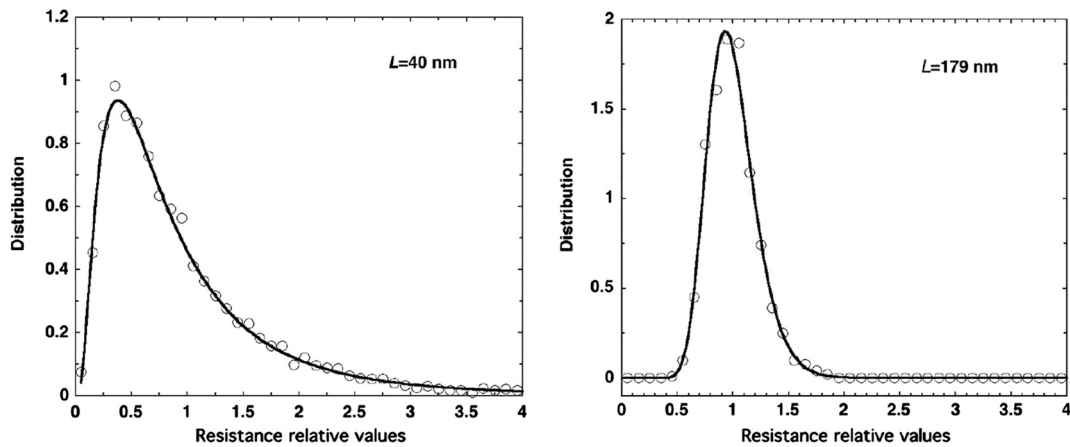 1.2
1
0.8
0.6
0.4
0.2
0
L=40 nm
Distribution
0 0.5 1 1.5 2 2.5 3 3.5 4
Resistance relative values
2
1.5
1
0.5
0
L=179 nm
Distribution
0 0.5 1 1.5 2 2.5 3 3.5 4
Resistance relative values